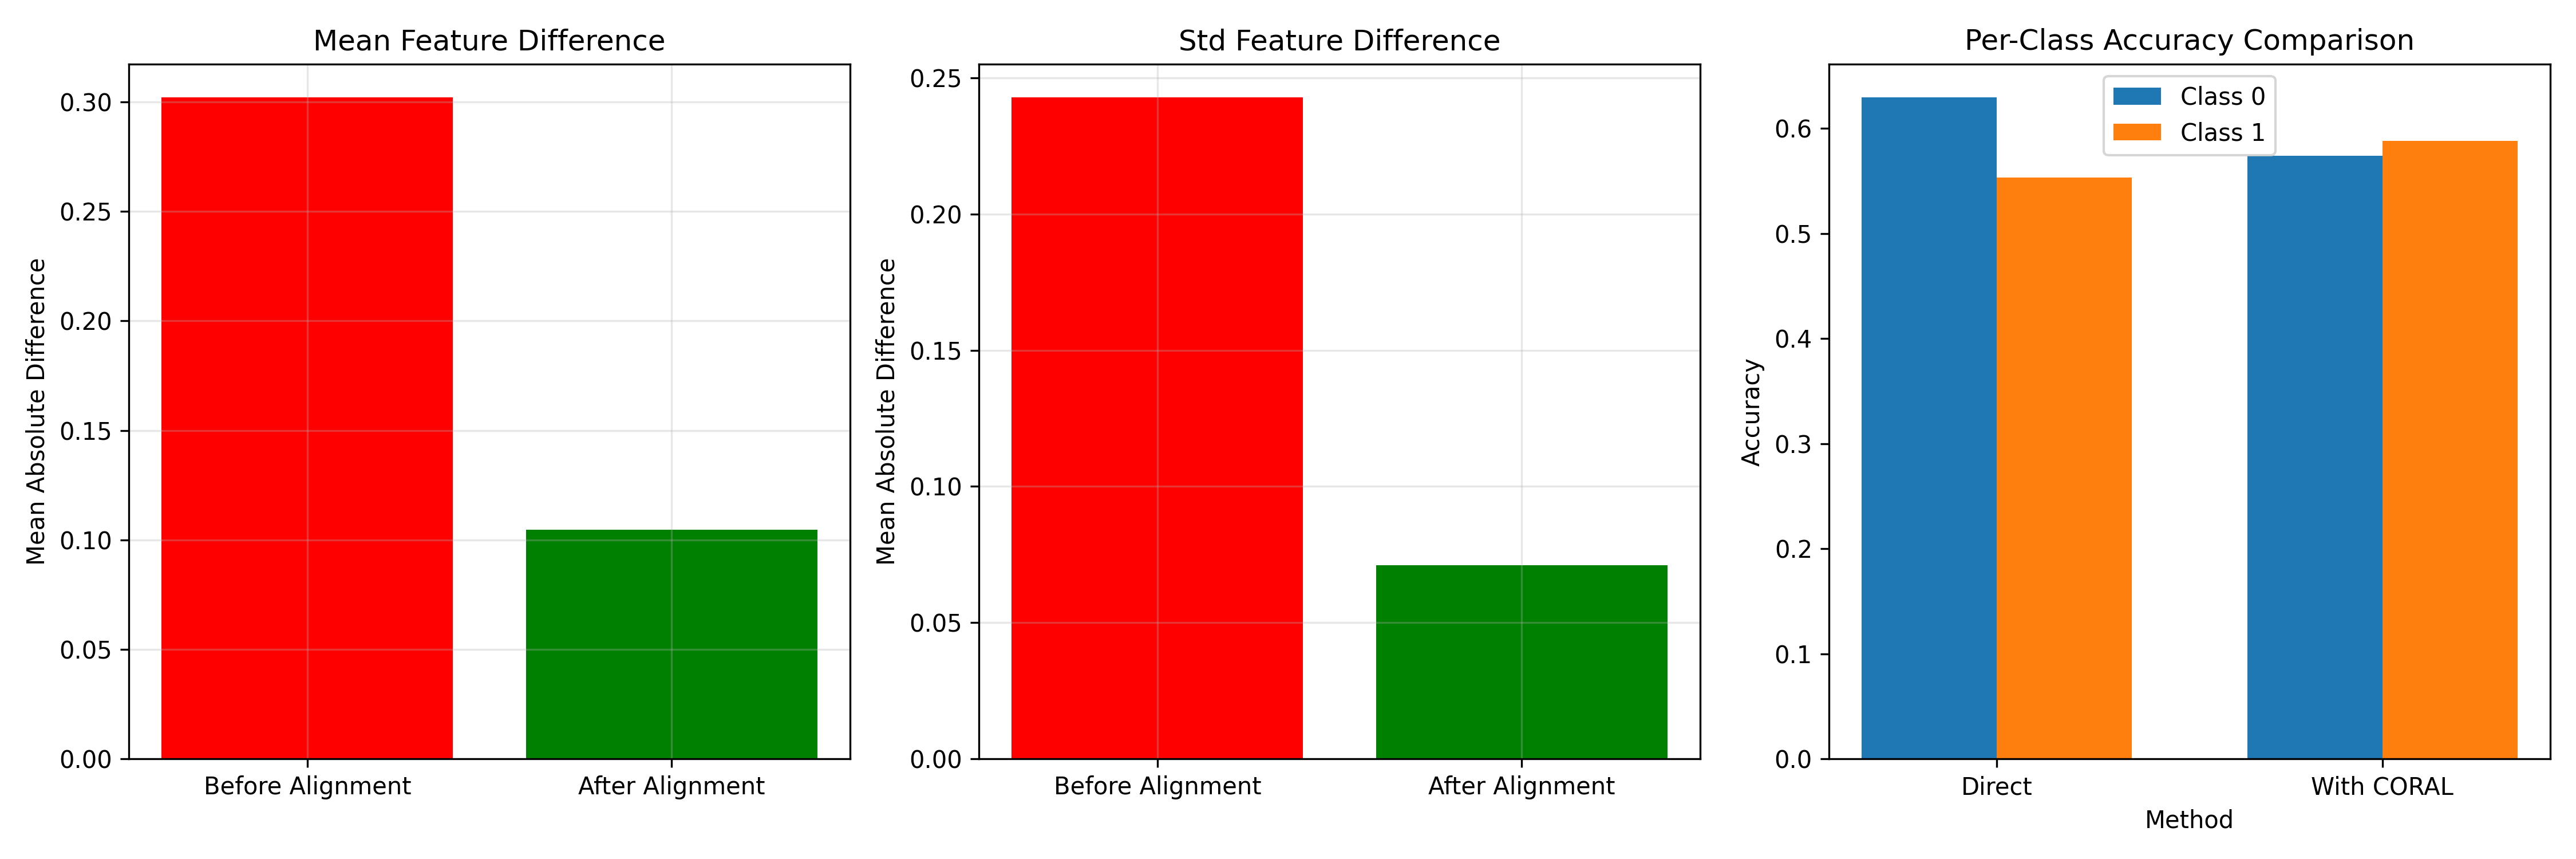 Mean Feature Difference
Mean Absolute Difference
0.30
0.25
0.20
0.15
0.10
0.05
0.00
Before Alignment
After Alignment
Std Feature Difference
Mean Absolute Difference
0.25
0.20
0.15
0.10
0.05
0.00
Before Alignment
After Alignment
Per-Class Accuracy Comparison
Class 0
Class 1
Accuracy
0.6
0.5
0.4
0.3
0.2
0.1
0.0
Direct
With CORAL
Method